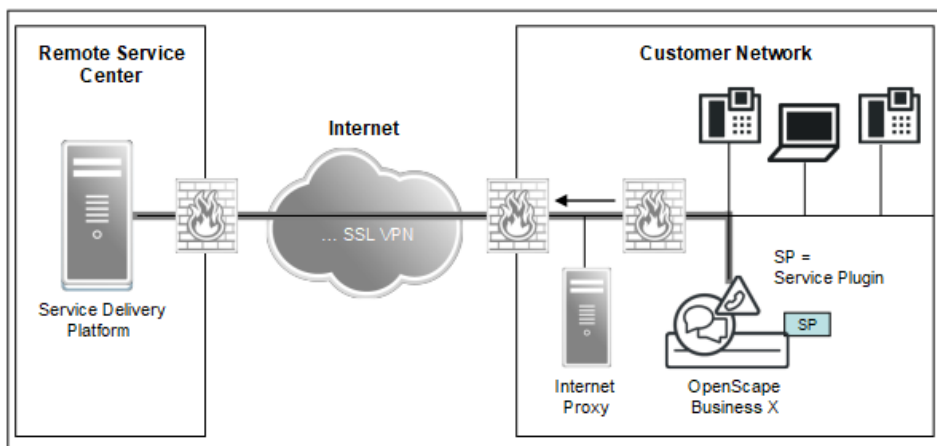 Remote Service
Center
Customer Network
Internet
... SSL VPN
SP =
Service Plugin
Service Delivery
Platform
SP
Internet
Proxy
OpenScape
Business X